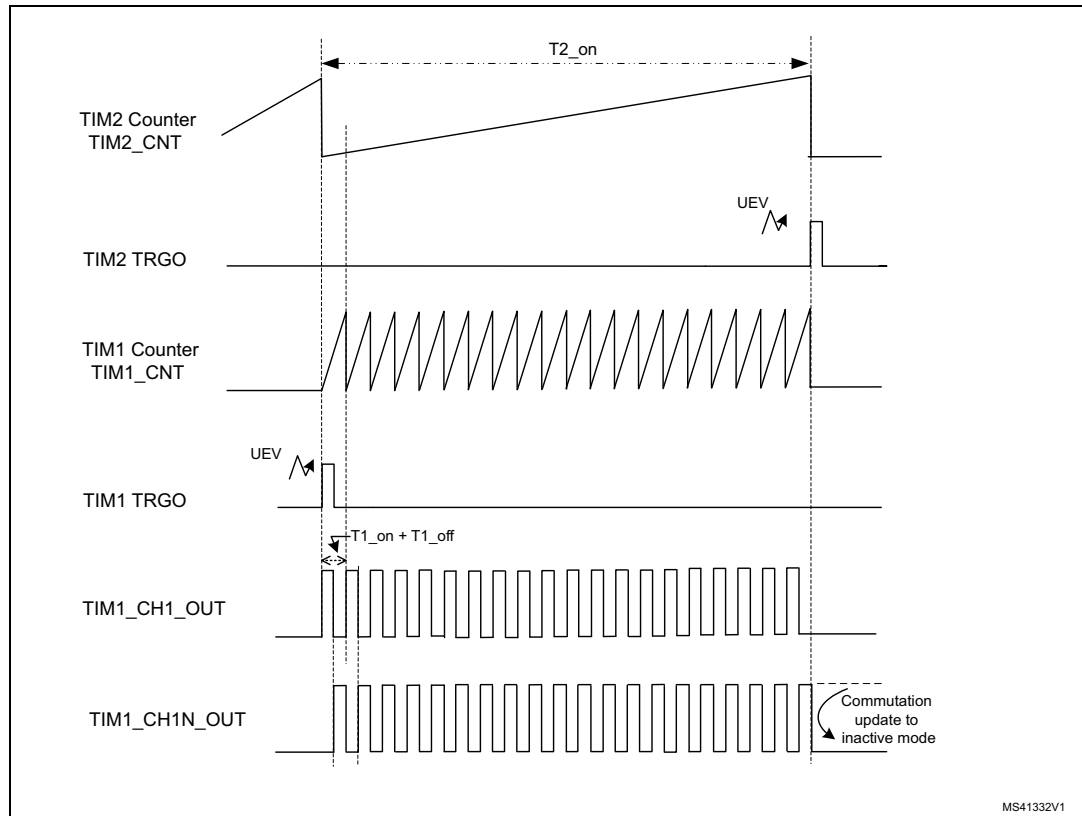 T2_on
TIM2 Counter
TIM2_CNT
UEV
TIM2 TRGO
TIM1 Counter
TIM1_CNT
UEV
TIM1 TRGO
T1_on + T1_off
TIM1_CH1_OUT
TIM1_CH1N_OUT
Commutation
update to
inactive mode
MS41332V1